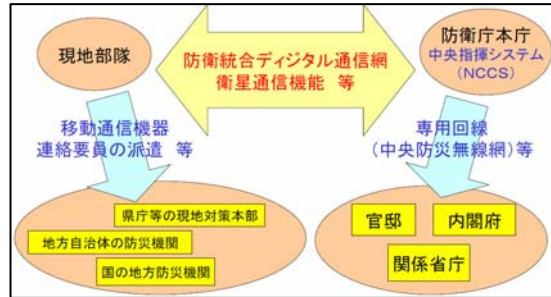 現地部隊
防衛統合ディジタル通信網
衛星通信機能 等
防衛庁本庁
中央指揮システム
(NCCS)
移動通信機器
連絡要員の派遣 等
専用回線
(中央防災無線網)等
県庁等の現地対策本部
地方自治体の防災機関
国の地方防災機関
官邸
内閣府
関係省庁